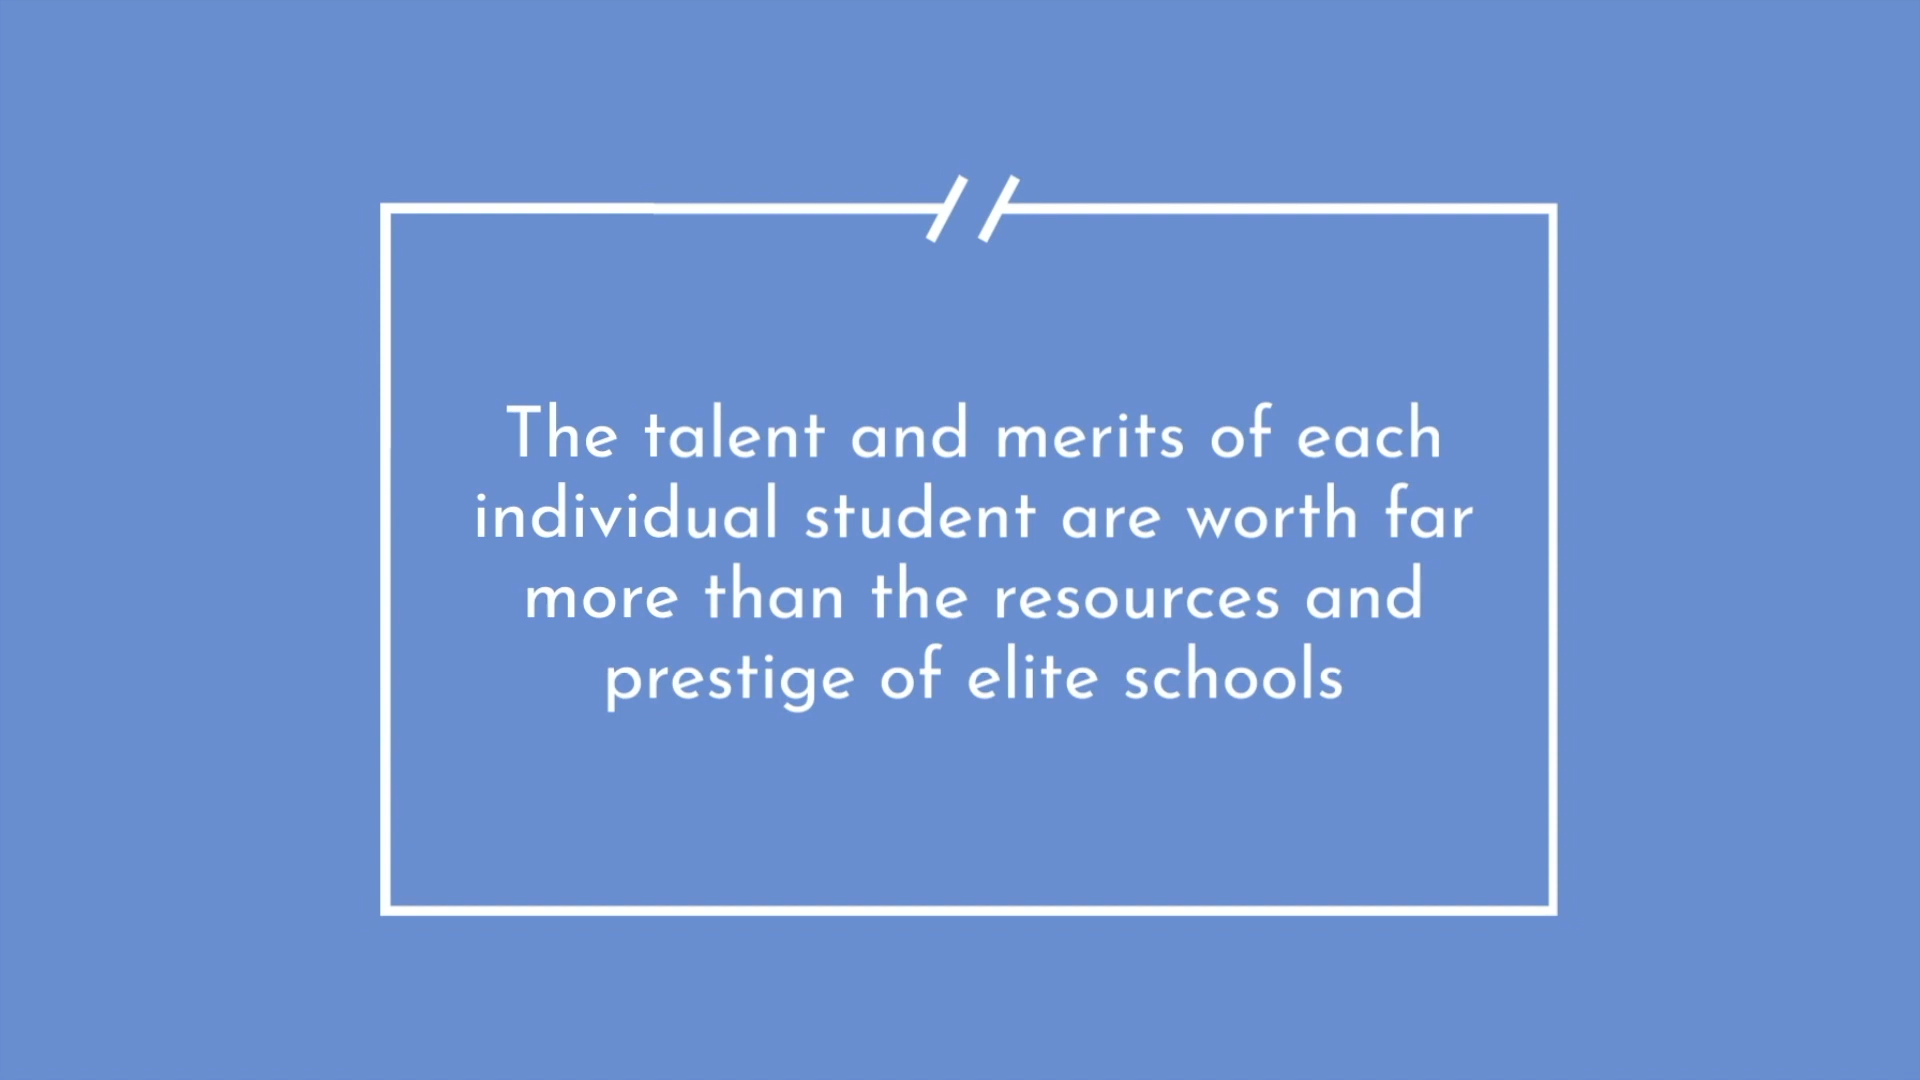 The talent and merits of each
individual student are worth far
more than the resources and
prestige of elite schools